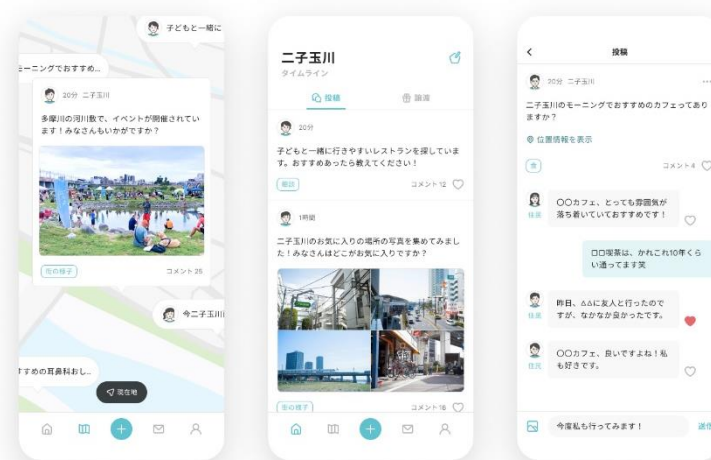 子どもと一緒に
モーニングでおすすめ...
20分 二子玉川
多摩川の河川敷で、イベントが開催されてい
ます！みなさんもいかがですか？
街の様子
コメント 25
今二子玉川
すすめの耳鼻科おし...
現在地
二子玉川
タイムライン
投稿
譲渡
20分
子どもと一緒に行きやすいレストランを探していま
す。おすすめあったら教えてください！
相談
コメント 12
1時間
二子玉川のお気に入りの場所の写真を集めてみまし
た！みなさんはどこがお気に入りですか？
街の様子
コメント 18
投稿
20分 二子玉川
二子玉川のモーニングでおすすめのカフェってあり
ますか？
位置情報を表示
食
コメント 4
住民
〇〇カフェ、とっても雰囲気が
落ち着いていておすすめです！
□□喫茶は、かれこれ10年くら
い通ってます笑
住民
昨日、△△に友人と行ったので
すが、なかなか良かったです。
住民
〇〇カフェ、良いですよね！私
も好きです。
今度私も行ってみます！
送信